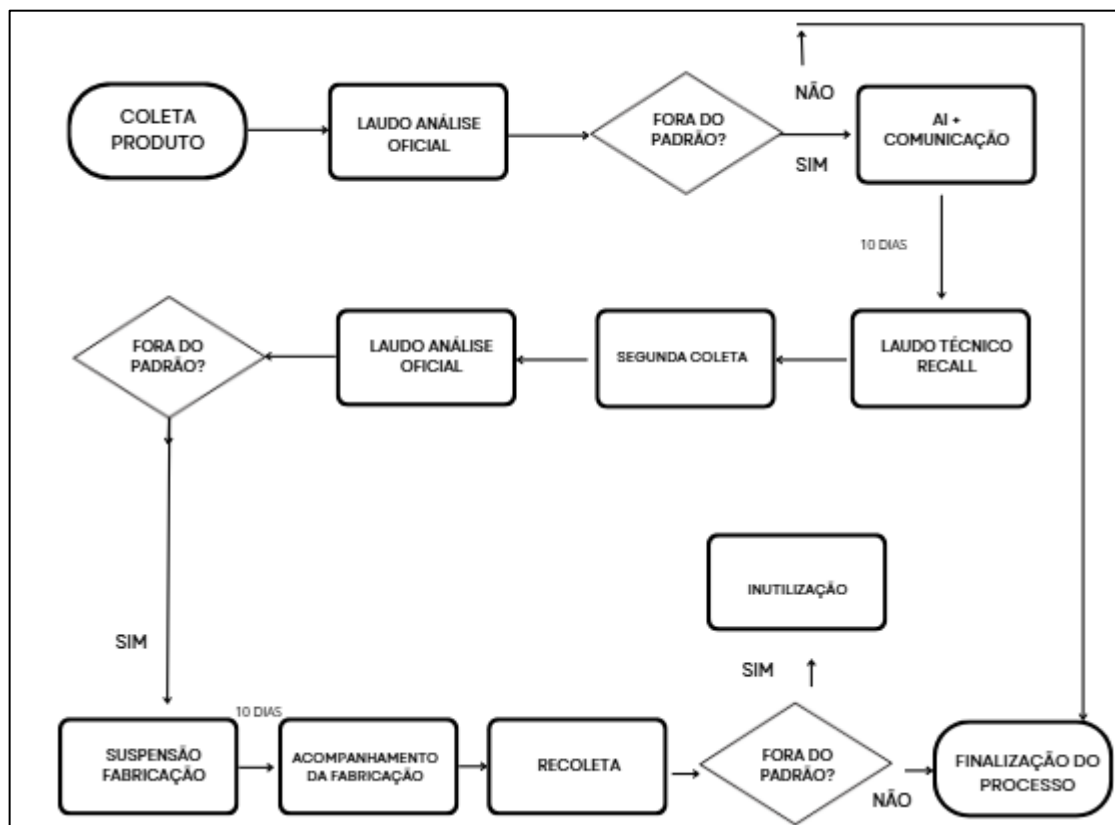 COLETA
PRODUTO
LAUDO ANÁLISE
OFICIAL
FORA DO
PADRÃO?
NÃO
SIM
AI +
COMUNICAÇÃO
10 DIAS
FORA DO
PADRÃO?
LAUDO ANÁLISE
OFICIAL
SEGUNDA COLETA
LAUDO TÉCNICO
RECALL
SIM
INUTILIZAÇÃO
SIM
SUSPENSÃO
FABRICAÇÃO
10 DIAS
ACOMPANHAMENTO
DA FABRICAÇÃO
RECOLETA
FORA DO
PADRÃO?
NÃO
FINALIZAÇÃO DO
PROCESSO